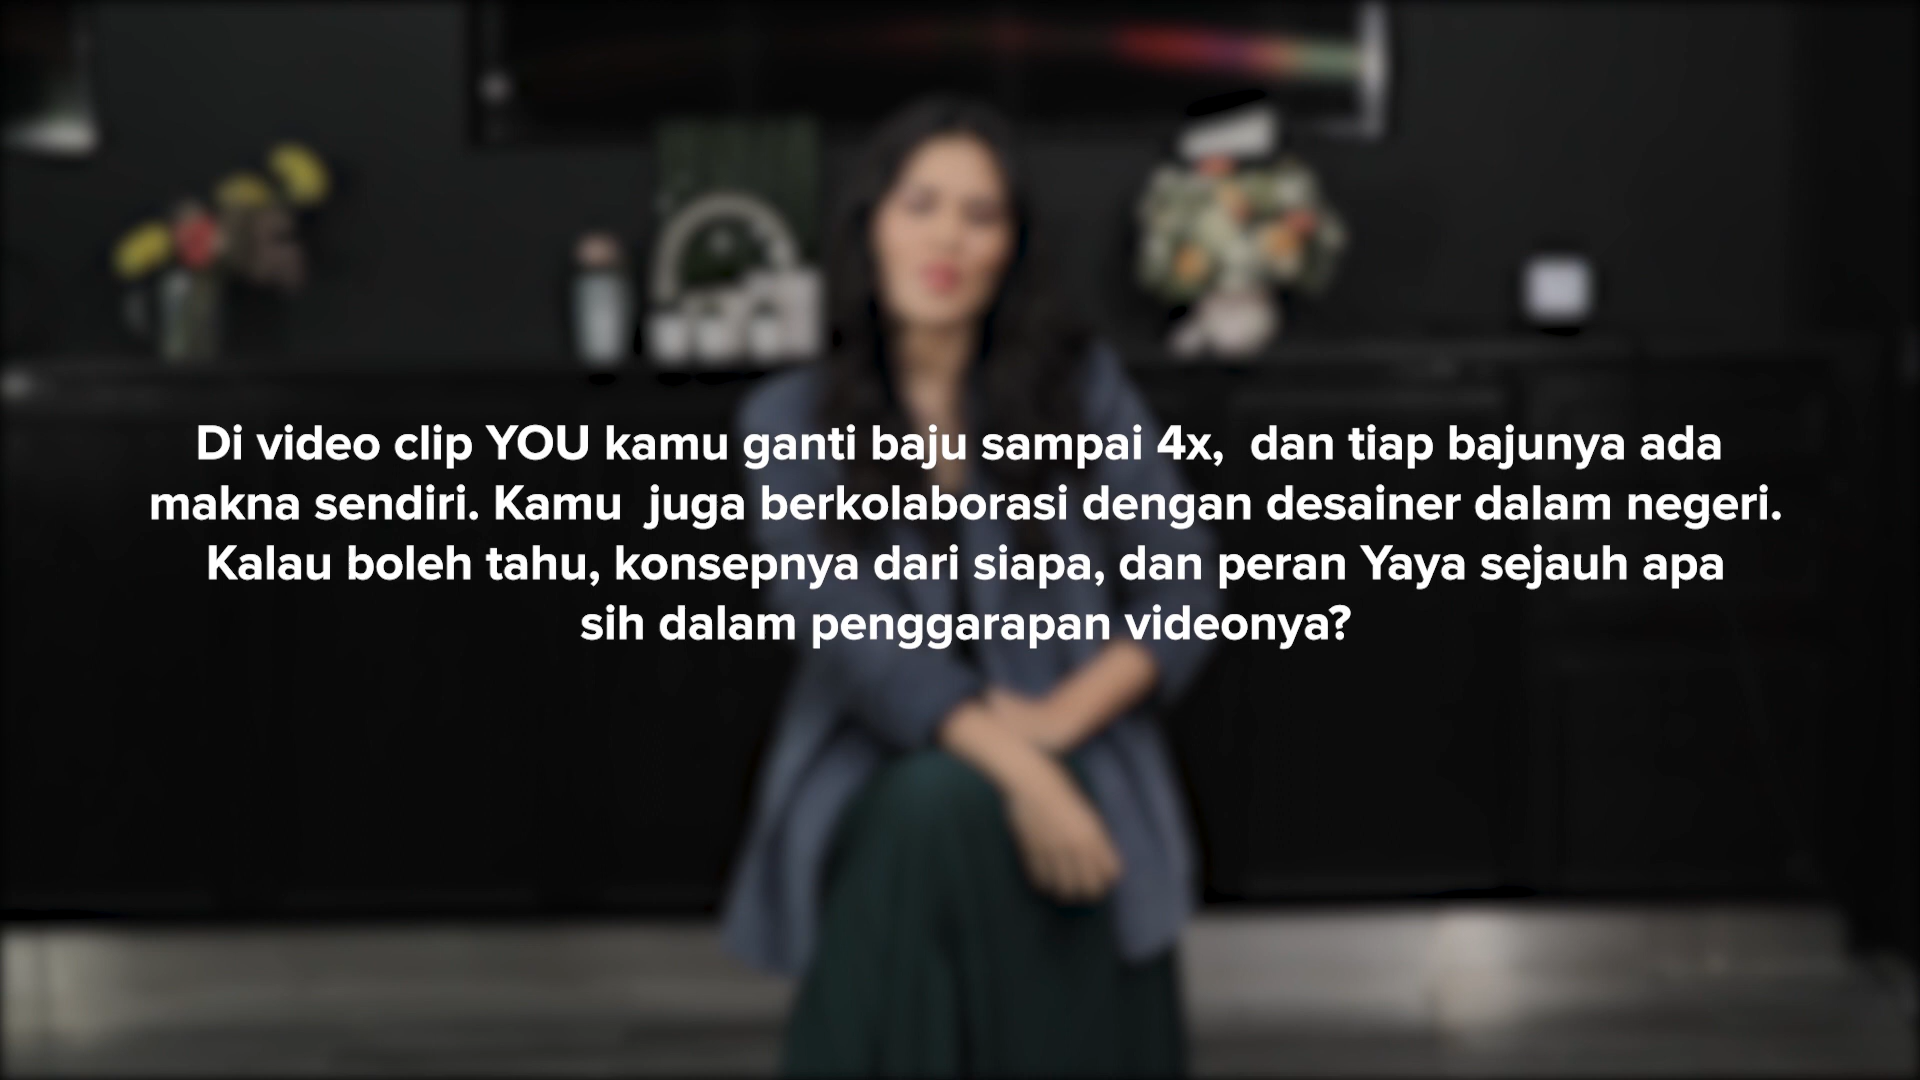 Di video clip YOU kamu ganti baju sampai 4x,  dan tiap bajunya ada
makna sendiri. Kamu  juga berkolaborasi dengan desainer dalam negeri.
Kalau boleh tahu, konsepnya dari siapa, dan peran Yaya sejauh apa
sih dalam penggarapan videonya?